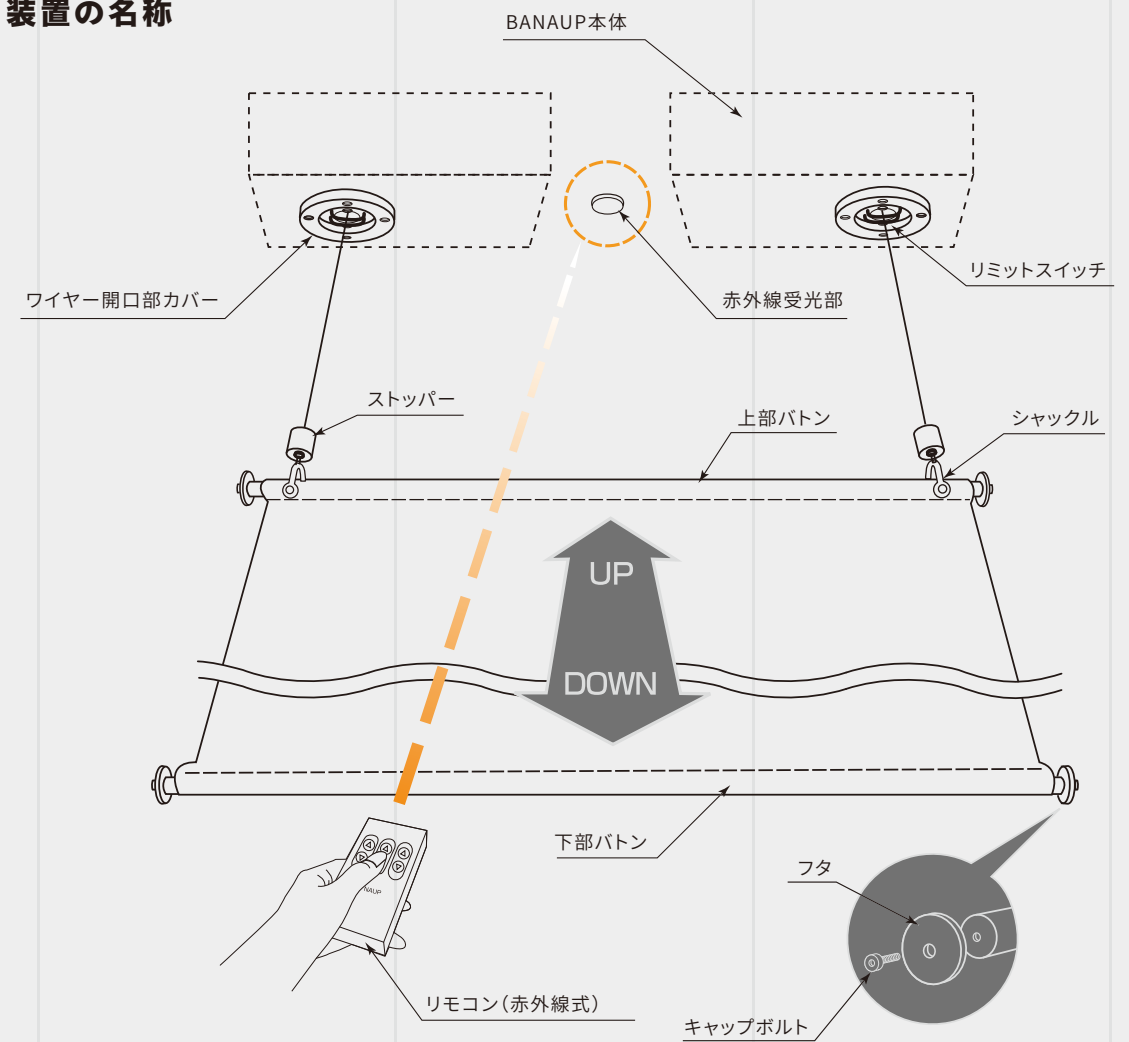 装置の名称
BANAUP本体
リミットスイッチ
ワイヤー開口部カバー
赤外線受光部
ストッパー
上部バトン
シャックル
UP
DOWN
下部バトン
フタ
NAUP
リモコン（赤外線式）
キャップボルト